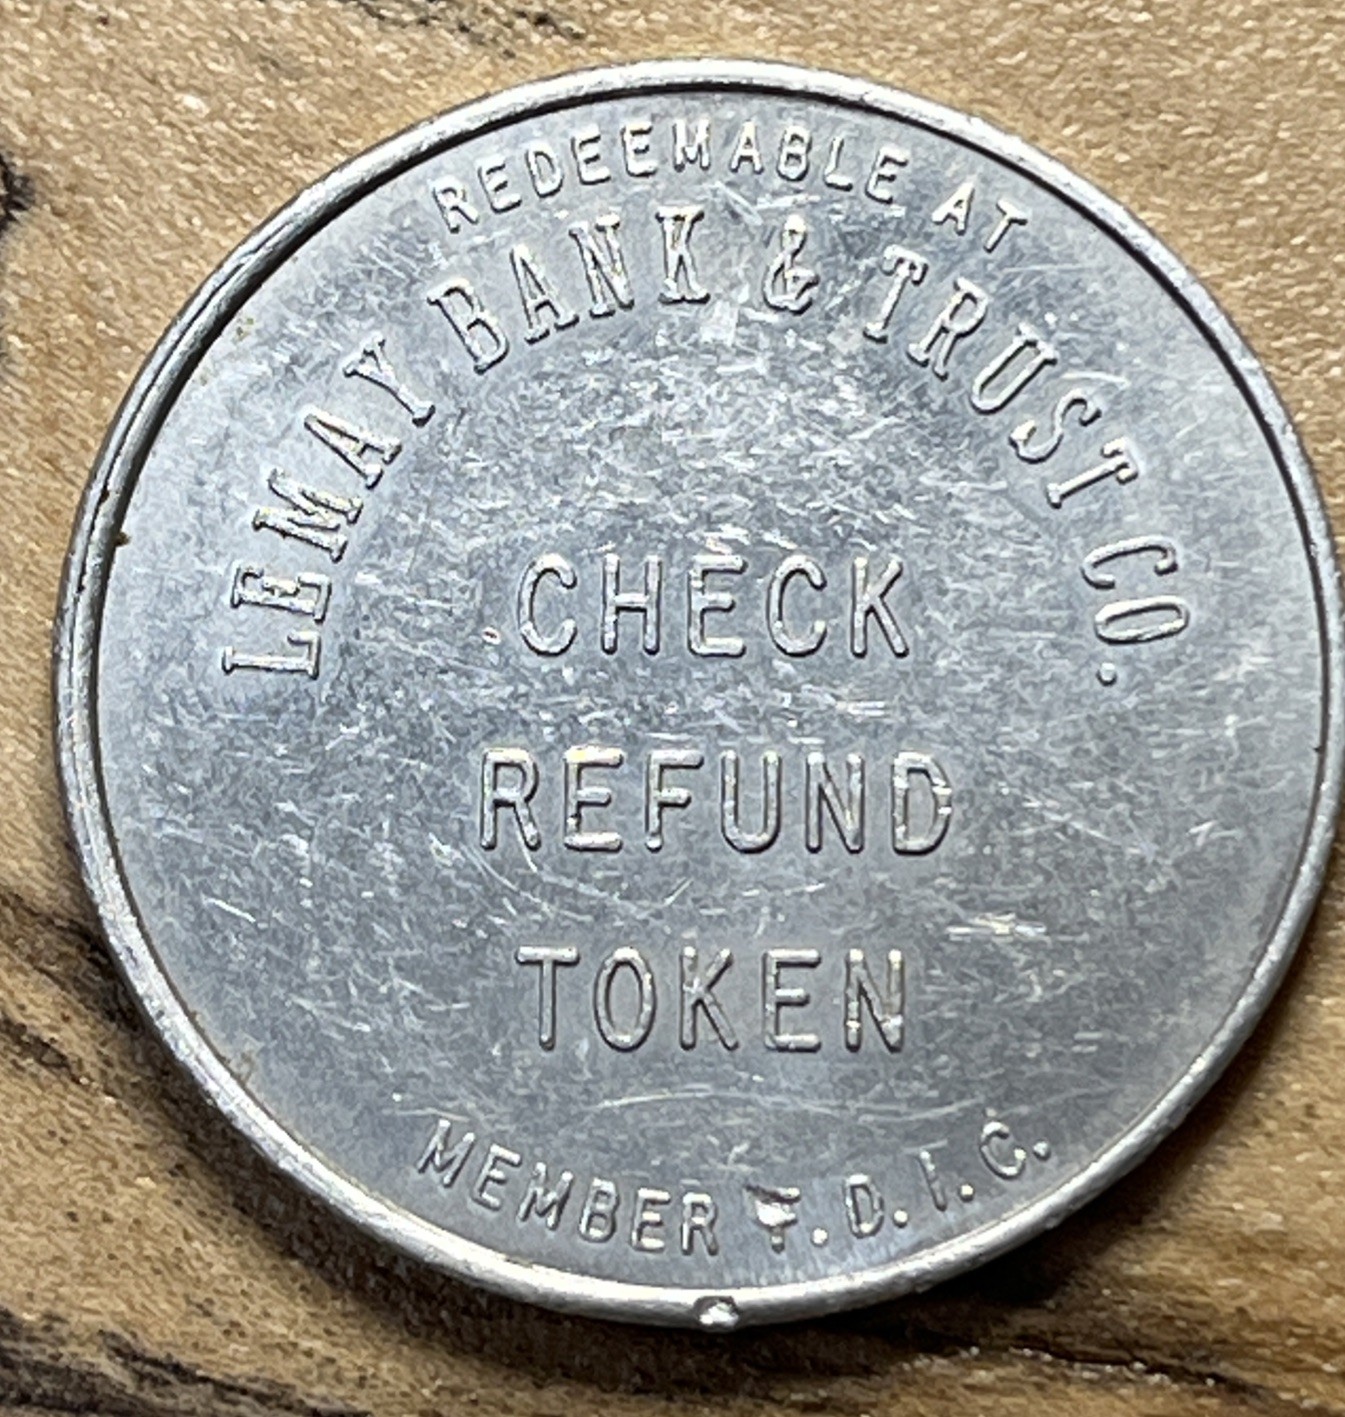 REDEEMABLE AT
LEMAY BANK & TRUST CO.
CHECK
REFUND
TOKEN
MEMBER F.D.I.C.